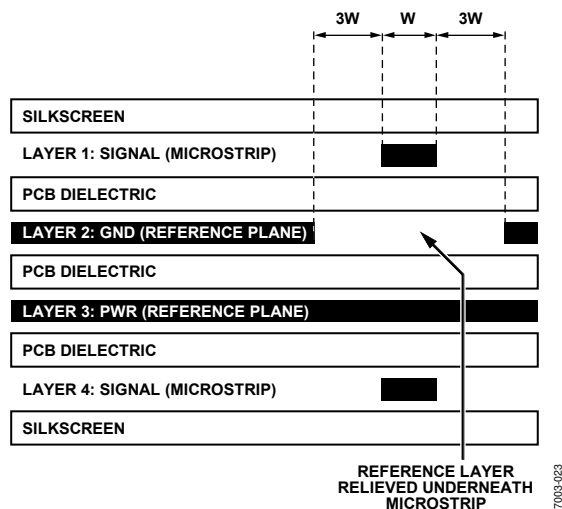 3W W 3W
SILKSCREEN
LAYER 1: SIGNAL (MICROSTRIP)
PCB DIELECTRIC
LAYER 2: GND (REFERENCE PLANE)
PCB DIELECTRIC
LAYER 3: PWR (REFERENCE PLANE)
PCB DIELECTRIC
LAYER 4: SIGNAL (MICROSTRIP)
SILKSCREEN
REFERENCE LAYER
RELIEVED UNDERNEATH
MICROSTRIP
7003-023